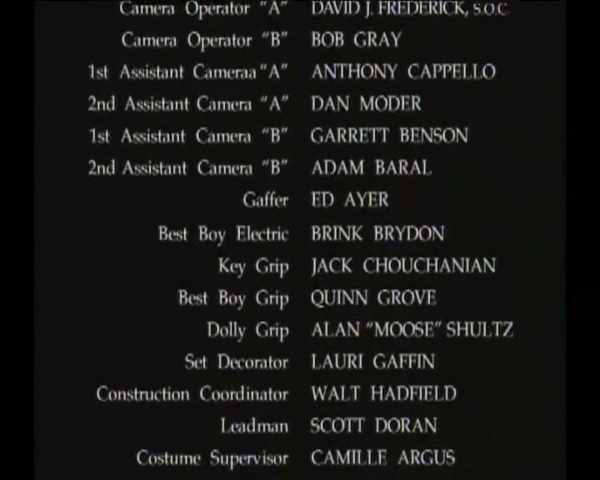 Camera Operator "A" DAVID J. FREDERICK, S.O.C.
Camera Operator "B" BOB GRAY
1st Assistant Cameraa "A" ANTHONY CAPPELLO
2nd Assistant Camera "A" DAN MODER
1st Assistant Camera "B" GARRETT BENSON
2nd Assistant Camera "B" ADAM BARAL
Gaffer ED AYER
Best Boy Electric BRINK BRYDON
Key Grip JACK CHOUCHANIAN
Best Boy Grip QUINN GROVE
Dolly Grip ALAN "MOOSE" SHULTZ
Set Decorator LAURI GAFFIN
Construction Coordinator WALT HADFIELD
Leadman SCOTT DORAN
Costume Supervisor CAMILLE ARGUS